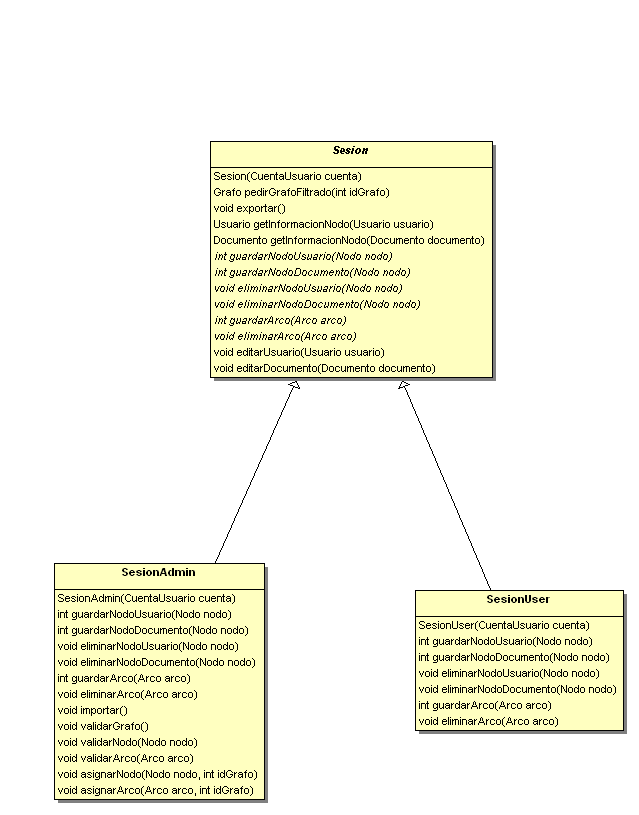 Sesion
Sesion(CuentaUsuario cuenta)
Grafo pedirGrafoFiltrado(int idGrafo)
void exportar()
Usuario getInformacionNodo(Usuario usuario)
Documento getInformacionNodo(Documento documento)
int guardarNodoUsuario(Nodo nodo)
int guardarNodoDocumento(Nodo nodo)
void eliminarNodoUsuario(Nodo nodo)
void eliminarNodoDocumento(Nodo nodo)
int guardarArco(Arco arco)
void eliminarArco(Arco arco)
void editarUsuario(Usuario usuario)
void editarDocumento(Documento documento)
SesionAdmin
SesionAdmin(CuentaUsuario cuenta)
int guardarNodoUsuario(Nodo nodo)
int guardarNodoDocumento(Nodo nodo)
void eliminarNodoUsuario(Nodo nodo)
void eliminarNodoDocumento(Nodo nodo)
int guardarArco(Arco arco)
void eliminarArco(Arco arco)
void importar()
void validarGrafo()
void validarNodo(Nodo nodo)
void validarArco(Arco arco)
void asignarNodo(Nodo nodo, int idGrafo)
void asignarArco(Arco arco, int idGrafo)
SesionUser
SesionUser(CuentaUsuario cuenta)
int guardarNodoUsuario(Nodo nodo)
int guardarNodoDocumento(Nodo nodo)
void eliminarNodoUsuario(Nodo nodo)
void eliminarNodoDocumento(Nodo nodo)
int guardarArco(Arco arco)
void eliminarArco(Arco arco)